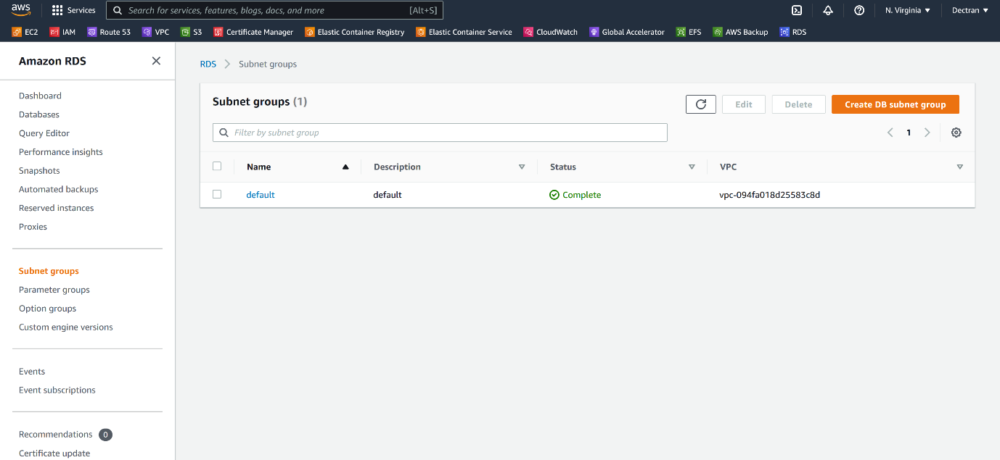 aws Services Search for services, features, blogs, docs, and more [Alt+S] N. Virginia Dectran
EC2 IAM Route 53 VPC S3 Certificate Manager Elastic Container Registry Elastic Container Service CloudWatch Global Accelerator EFS AWS Backup RDS
Amazon RDS
Dashboard
Databases
Query Editor
Performance insights
Snapshots
Automated backups
Reserved instances
Proxies
Subnet groups
Parameter groups
Option groups
Custom engine versions
Events
Event subscriptions
Recommendations 0
Certificate update
RDS Subnet groups
Subnet groups (1) Edit Delete Create DB subnet group
Filter by subnet group 1
Name Description Status VPC
default default Complete vpc-094fa018d25583c8d